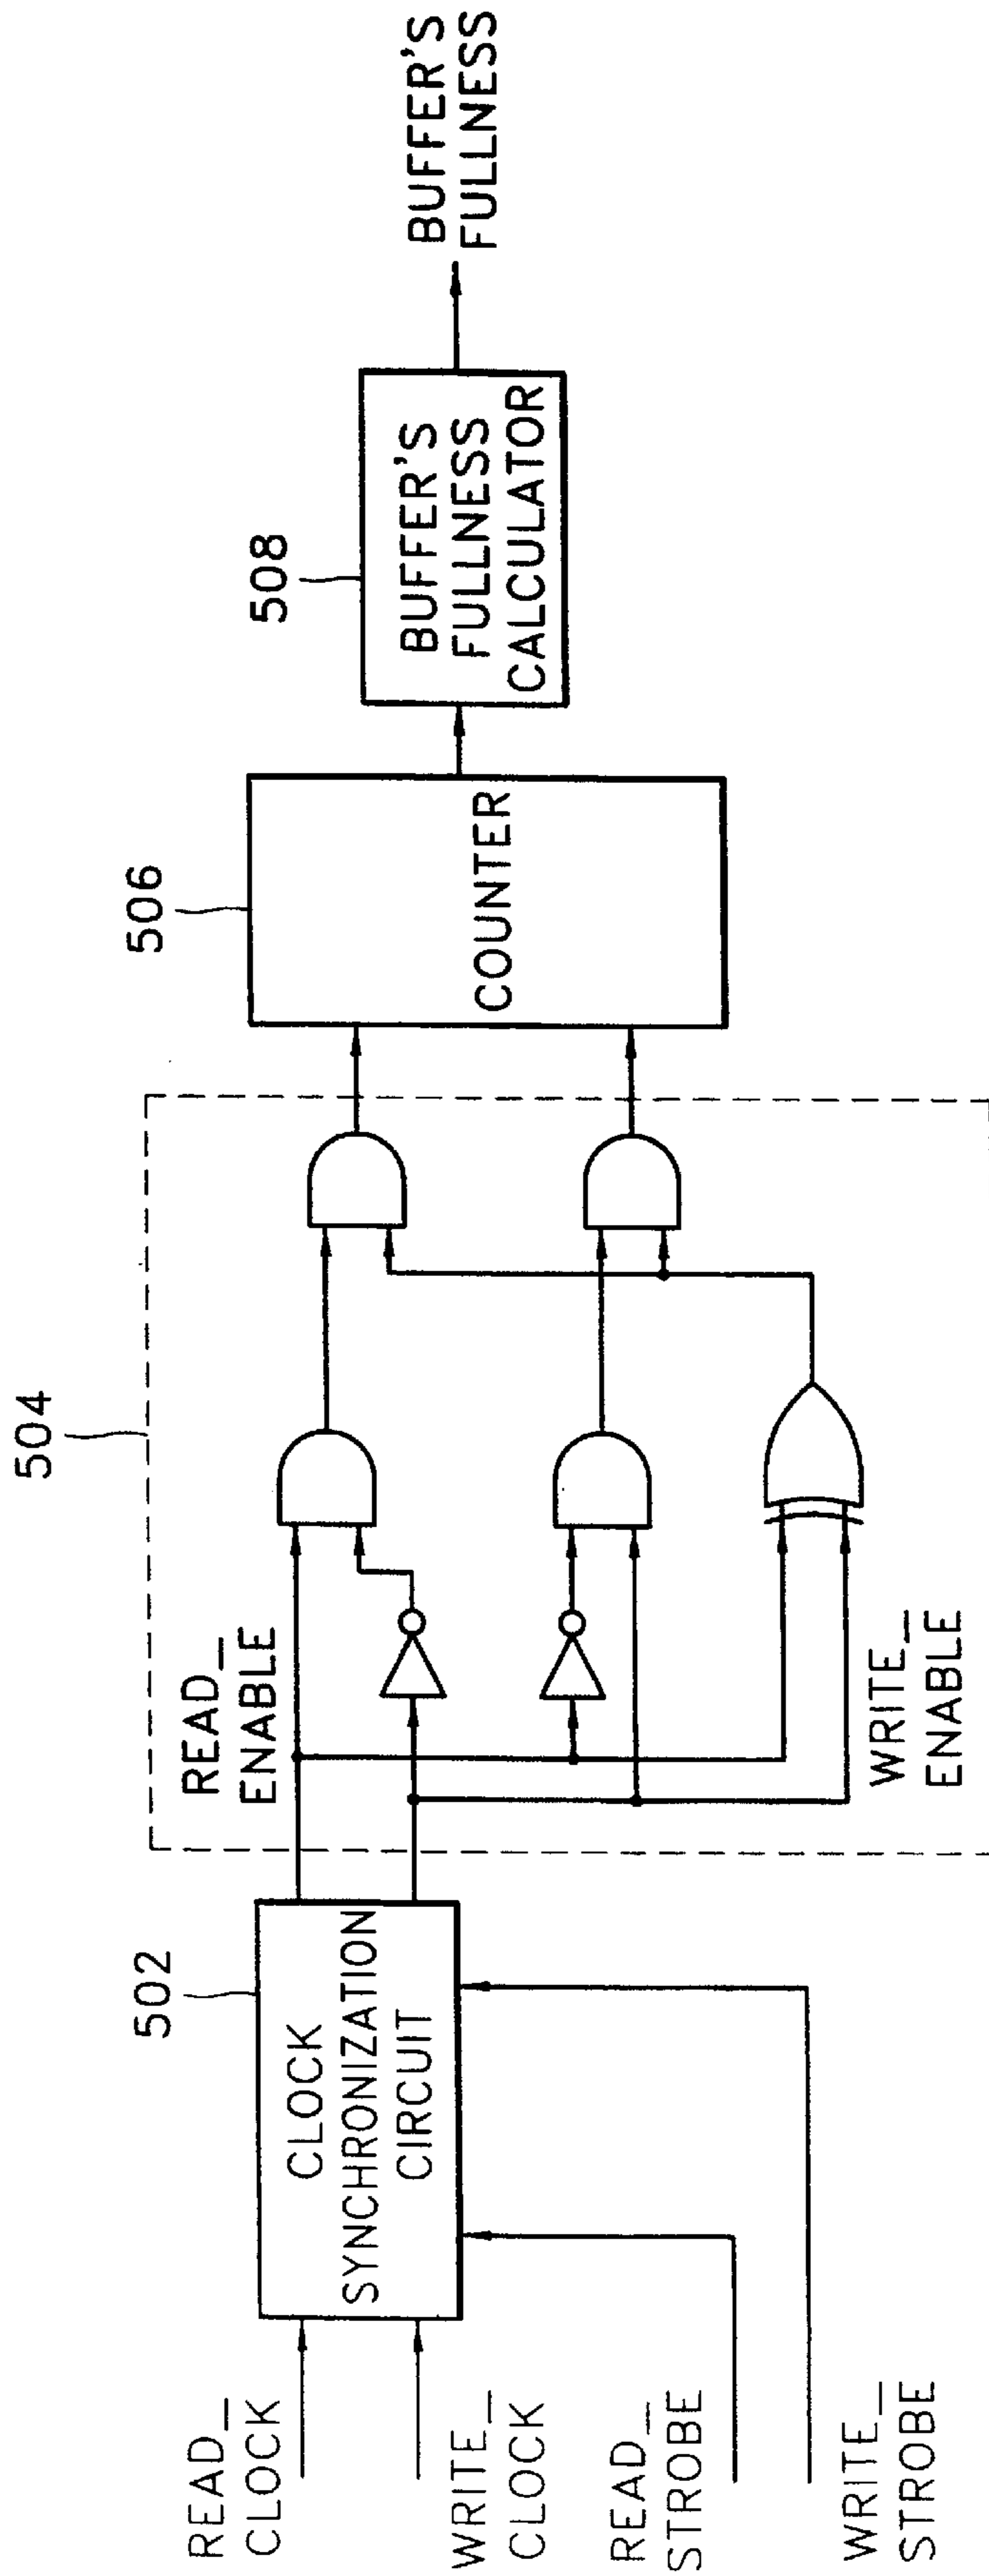 READ_
CLOCK
WRITE_
CLOCK
READ_
STROBE
WRITE_
STROBE
502
CLOCK
SYNCHRONIZATION
CIRCUIT
504
READ_
ENABLE
WRITE_
ENABLE
506
COUNTER
508
BUFFER'S
FULLNESS
CALCULATOR
BUFFER'S
FULLNESS